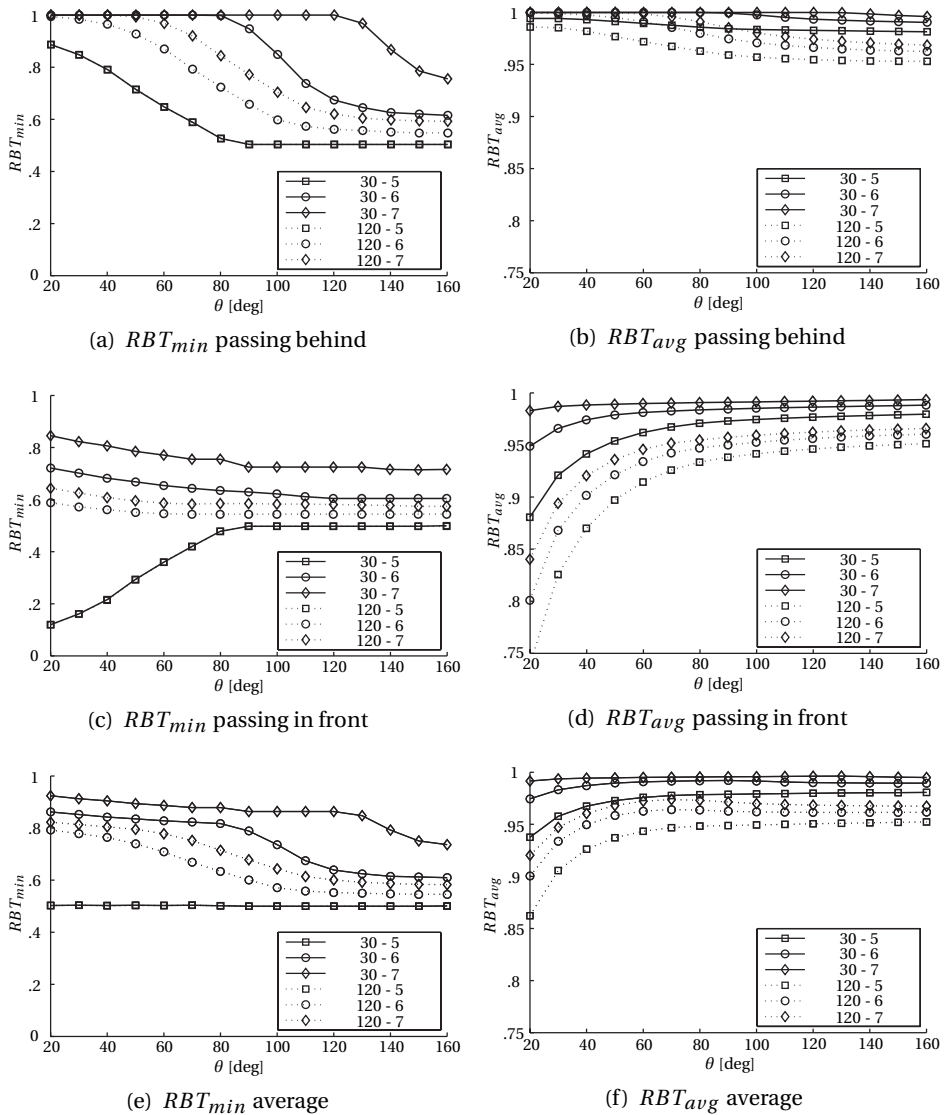 1
.8
.6
.4
.2
0
RBT_min
30 - 5
30 - 6
30 - 7
120 - 5
120 - 6
120 - 7
20 40 60 80 100 120 140 160
θ [deg]
(a) RBT_min passing behind
1
.95
.9
.85
.8
.75
RBT_avg
30 - 5
30 - 6
30 - 7
120 - 5
120 - 6
120 - 7
20 40 60 80 100 120 140 160
θ [deg]
(b) RBT_avg passing behind
1
.8
.6
.4
.2
0
RBT_min
30 - 5
30 - 6
30 - 7
120 - 5
120 - 6
120 - 7
20 40 60 80 100 120 140 160
θ [deg]
(c) RBT_min passing in front
1
.95
.9
.85
.8
.75
RBT_avg
30 - 5
30 - 6
30 - 7
120 - 5
120 - 6
120 - 7
20 40 60 80 100 120 140 160
θ [deg]
(d) RBT_avg passing in front
1
.8
.6
.4
.2
0
RBT_min
30 - 5
30 - 6
30 - 7
120 - 5
120 - 6
120 - 7
20 40 60 80 100 120 140 160
θ [deg]
(e) RBT_min average
1
.95
.9
.85
.8
.75
RBT_avg
30 - 5
30 - 6
30 - 7
120 - 5
120 - 6
120 - 7
20 40 60 80 100 120 140 160
θ [deg]
(f) RBT_avg average